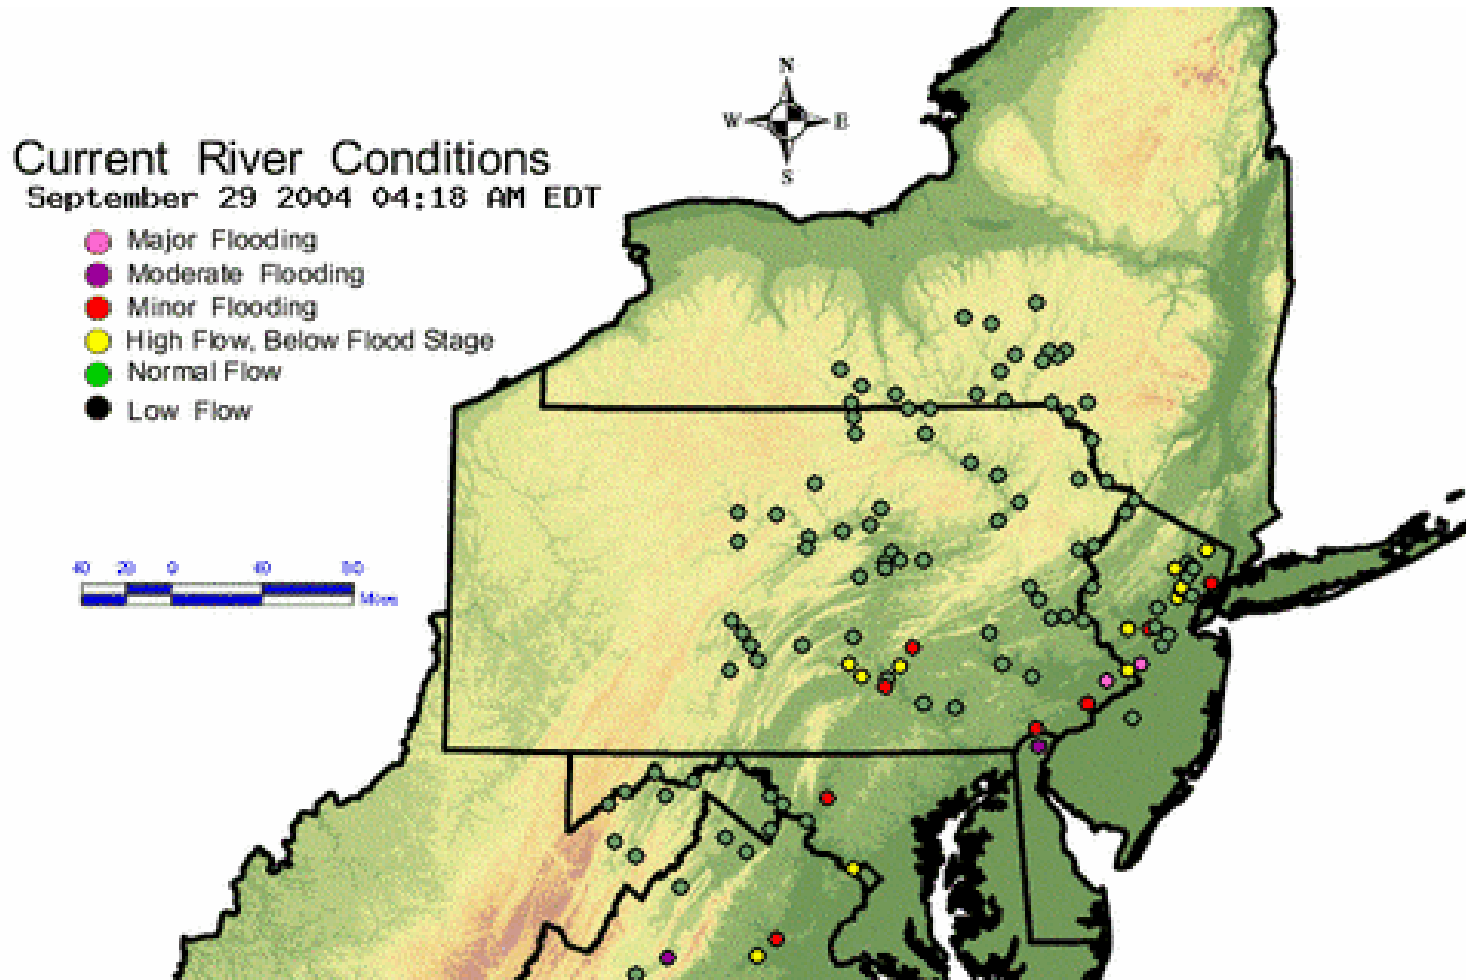 N
W E
S
Current River Conditions
September 29 2004 04:18 AM EDT
Major Flooding
Moderate Flooding
Minor Flooding
High Flow, Below Flood Stage
Normal Flow
Low Flow
40 20 0 40 80
Miles